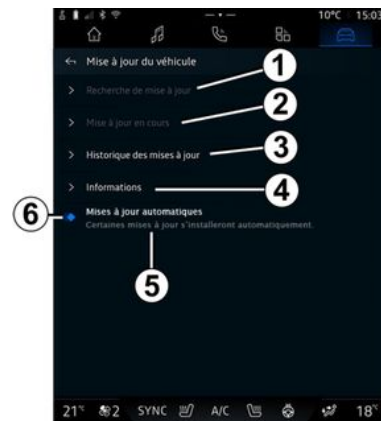 10°C 15:03
Mise à jour du véhicule
1
Recherche de mise à jour
2
Mise à jour en cours
3
Historique des mises à jour
4
Informations
6
Mises à jour automatiques
Certaines mises à jour s'installeront automatiquement.
5
21° 2 SYNC A/C 18°